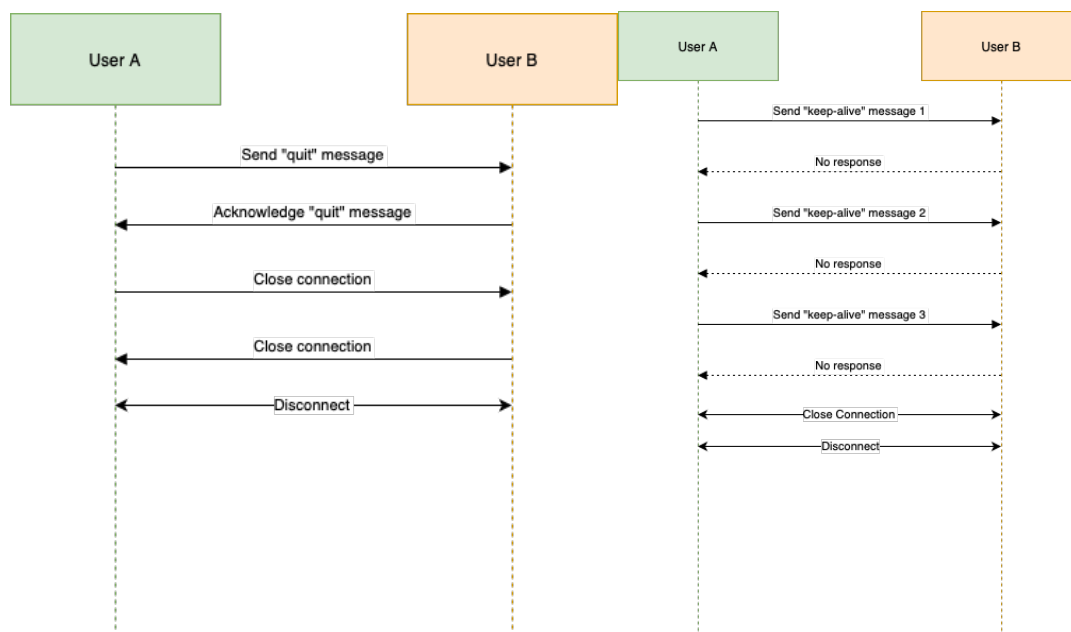 User A
User B
Send "quit" message
Acknowledge "quit" message
Close connection
Close connection
Disconnect
User A
User B
Send "keep-alive" message 1
No response
Send "keep-alive" message 2
No response
Send "keep-alive" message 3
No response
Close Connection
Disconnect